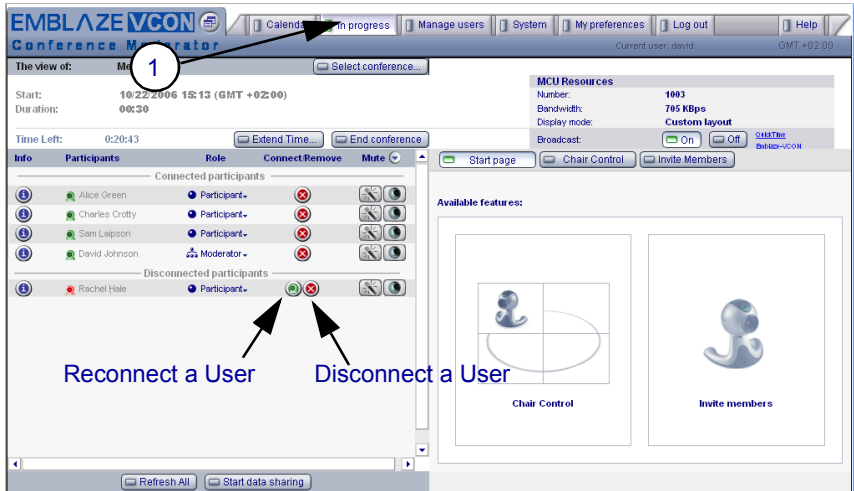 EMBLAZE VCON Calenda In progress Manage users System My preferences Log out Help
Conference Moderator Current user: david GMT +02:00
The view of: Me Select conference...
1
Start: 10/22/2006 15:13 (GMT +02:00)
Duration: 00:30
Time Left: 0:20:43 Extend Time... End conference
MCU Resources
Number: 1003
Bandwidth: 705 KBps
Display mode: Custom layout
Broadcast: On Off QuickTime
Emblaze-VCON
Info Participants Role Connect/Remove Mute
Connected participants
Alice Green Participant
Charles Crotty Participant
Sam Laipson Participant
David Johnson Moderator
Disconnected participants
Rachel Hale Participant
Reconnect a User Disconnect a User
Refresh All Start data sharing
Start page Chair Control Invite Members
Available features:
Chair Control Invite members